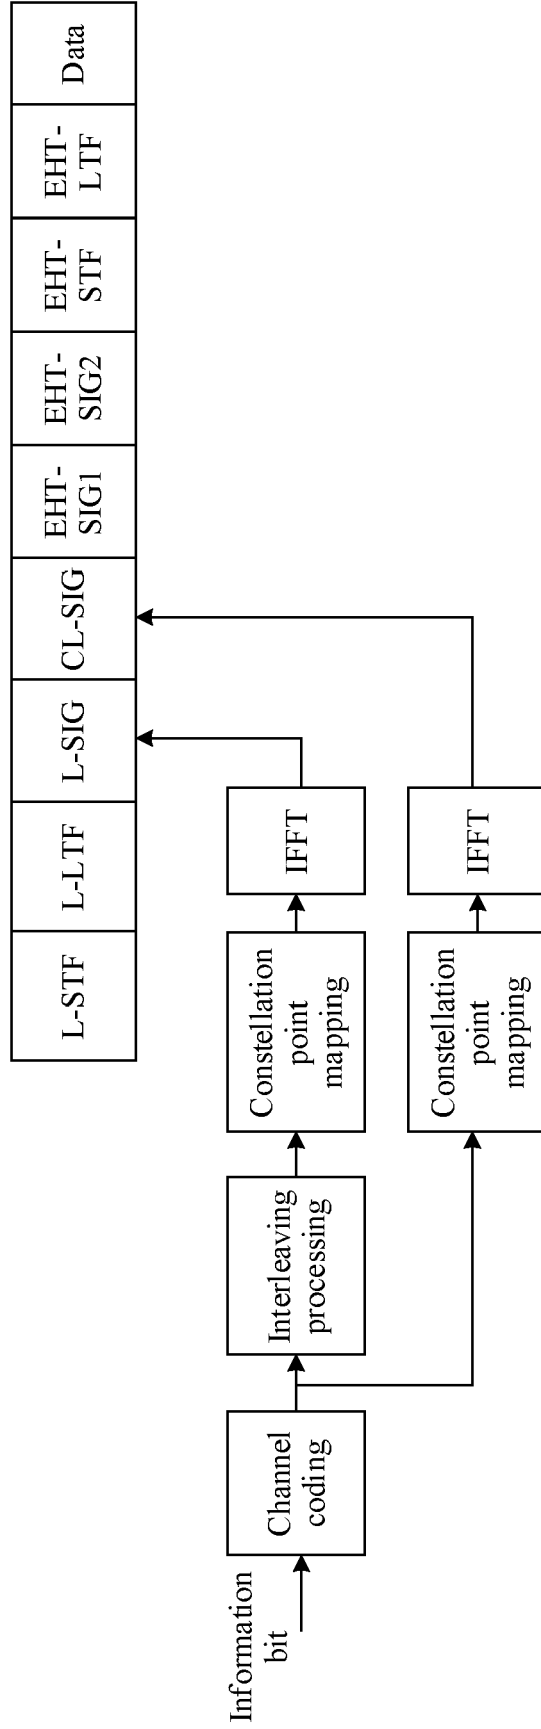 L-STF
L-LTF
L-SIG
CL-SIG
EHT-
SIG1
EHT-
SIG2
EHT-
STF
EHT-
LTF
Data
Information
bit
Channel
coding
Interleaving
processing
Constellation
point
mapping
IFFT
Constellation
point
mapping
IFFT